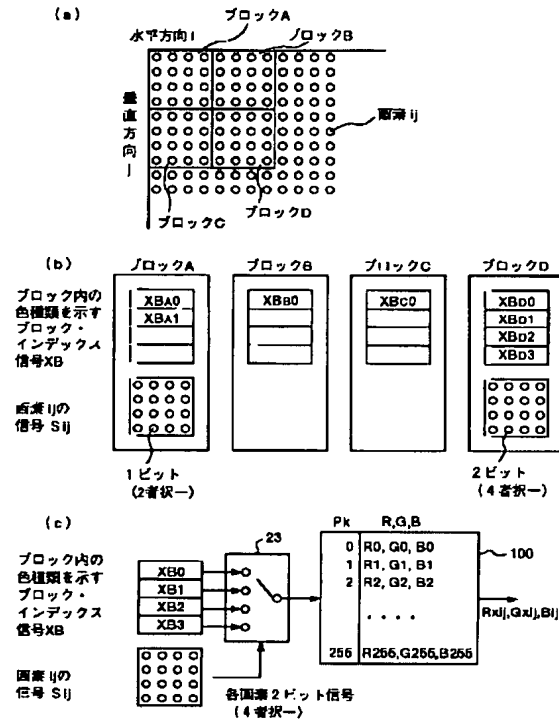 (a)
ブロックA
水平方向i
ブロックB
垂直方向j
画素ij
ブロックC
ブロックD
(b)
ブロックA
ブロックB
ブロックC
ブロックD
ブロック内の
色種類を示す
ブロック・
インデックス
信号XB
XBA0
XBA1
XBB0
XBC0
XBD0
XBD1
XBD2
XBD3
画素ijの
信号 Sij
1ビット
(2者択一)
2ビット
(4者択一)
(c)
ブロック内の
色種類を示す
ブロック・
インデックス
信号XB
XB0
XB1
XB2
XB3
23
Pk
R,G,B
0 R0, G0, B0
1 R1, G1, B1
2 R2, G2, B2
. . . .
255 R255,G255,B255
100
Rxij,Gxij,Bij
画素ijの
信号 Sij
各画素2ビット信号
(4者択一)